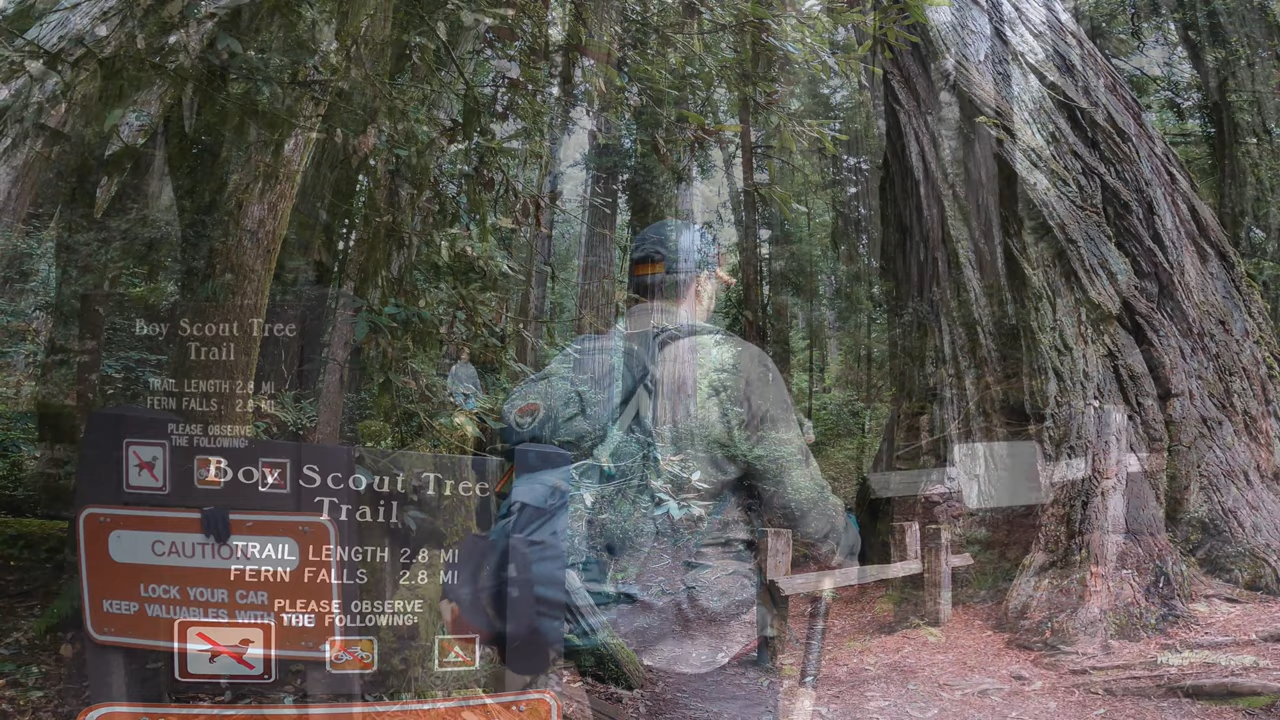 Boy Scout Tree
Trail
TRAIL LENGTH 2.8 MI
FERN FALLS 2.8 MI
PLEASE OBSERVE
THE FOLLOWING:
CAUTION
LOCK YOUR CAR
KEEP VALUABLES WITH
Boy Scout Tree
Trail
TRAIL LENGTH 2.8 MI
FERN FALLS 2.8 MI
PLEASE OBSERVE
THE FOLLOWING: